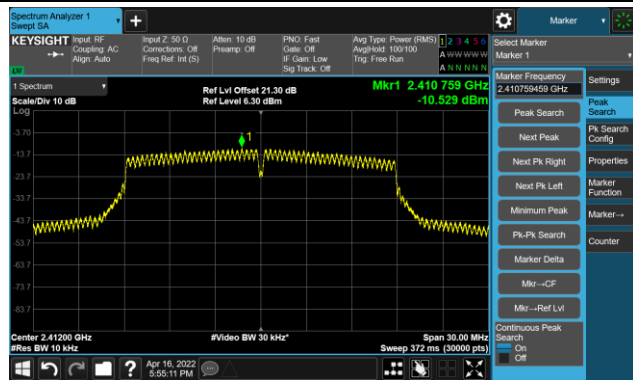 Spectrum Analyzer 1
Swept SA
Marker
KEYSIGHT
Input: RF
Coupling: AC
Align: Auto
Input Z: 50 Ω
Corrections: Off
Freq Ref: Int (S)
Atten: 10 dB
Preamp: Off
PNO: Fast
Gate: Off
IF Gain: Low
Sig Track: Off
Avg Type: Power (RMS)
Avg|Hold: 100/100
Trig: Free Run
1 2 3 4 5 6
A W W W W W
A N N N N N
LXI
Select Marker
Marker 1
1 Spectrum
Scale/Div 10 dB
Log
Ref Lvl Offset 21.30 dB
Ref Level 6.30 dBm
Mkr1 2.410 759 GHz
-10.529 dBm
1
-3.70
-13.7
-23.7
-33.7
-43.7
-53.7
-63.7
-73.7
-83.7
Center 2.41200 GHz
#Res BW 10 kHz
#Video BW 30 kHz*
Span 30.00 MHz
Sweep 372 ms (30000 pts)
Marker Frequency
2.410759459 GHz
Peak Search
Next Peak
Next Pk Right
Next Pk Left
Minimum Peak
Pk-Pk Search
Marker Delta
Mkr→CF
Mkr→Ref Lvl
Continuous Peak
Search
On
Off
Settings
Peak
Search
Pk Search
Config
Properties
Marker
Function
Marker→
Counter
?
Apr 16, 2022
5:55:11 PM